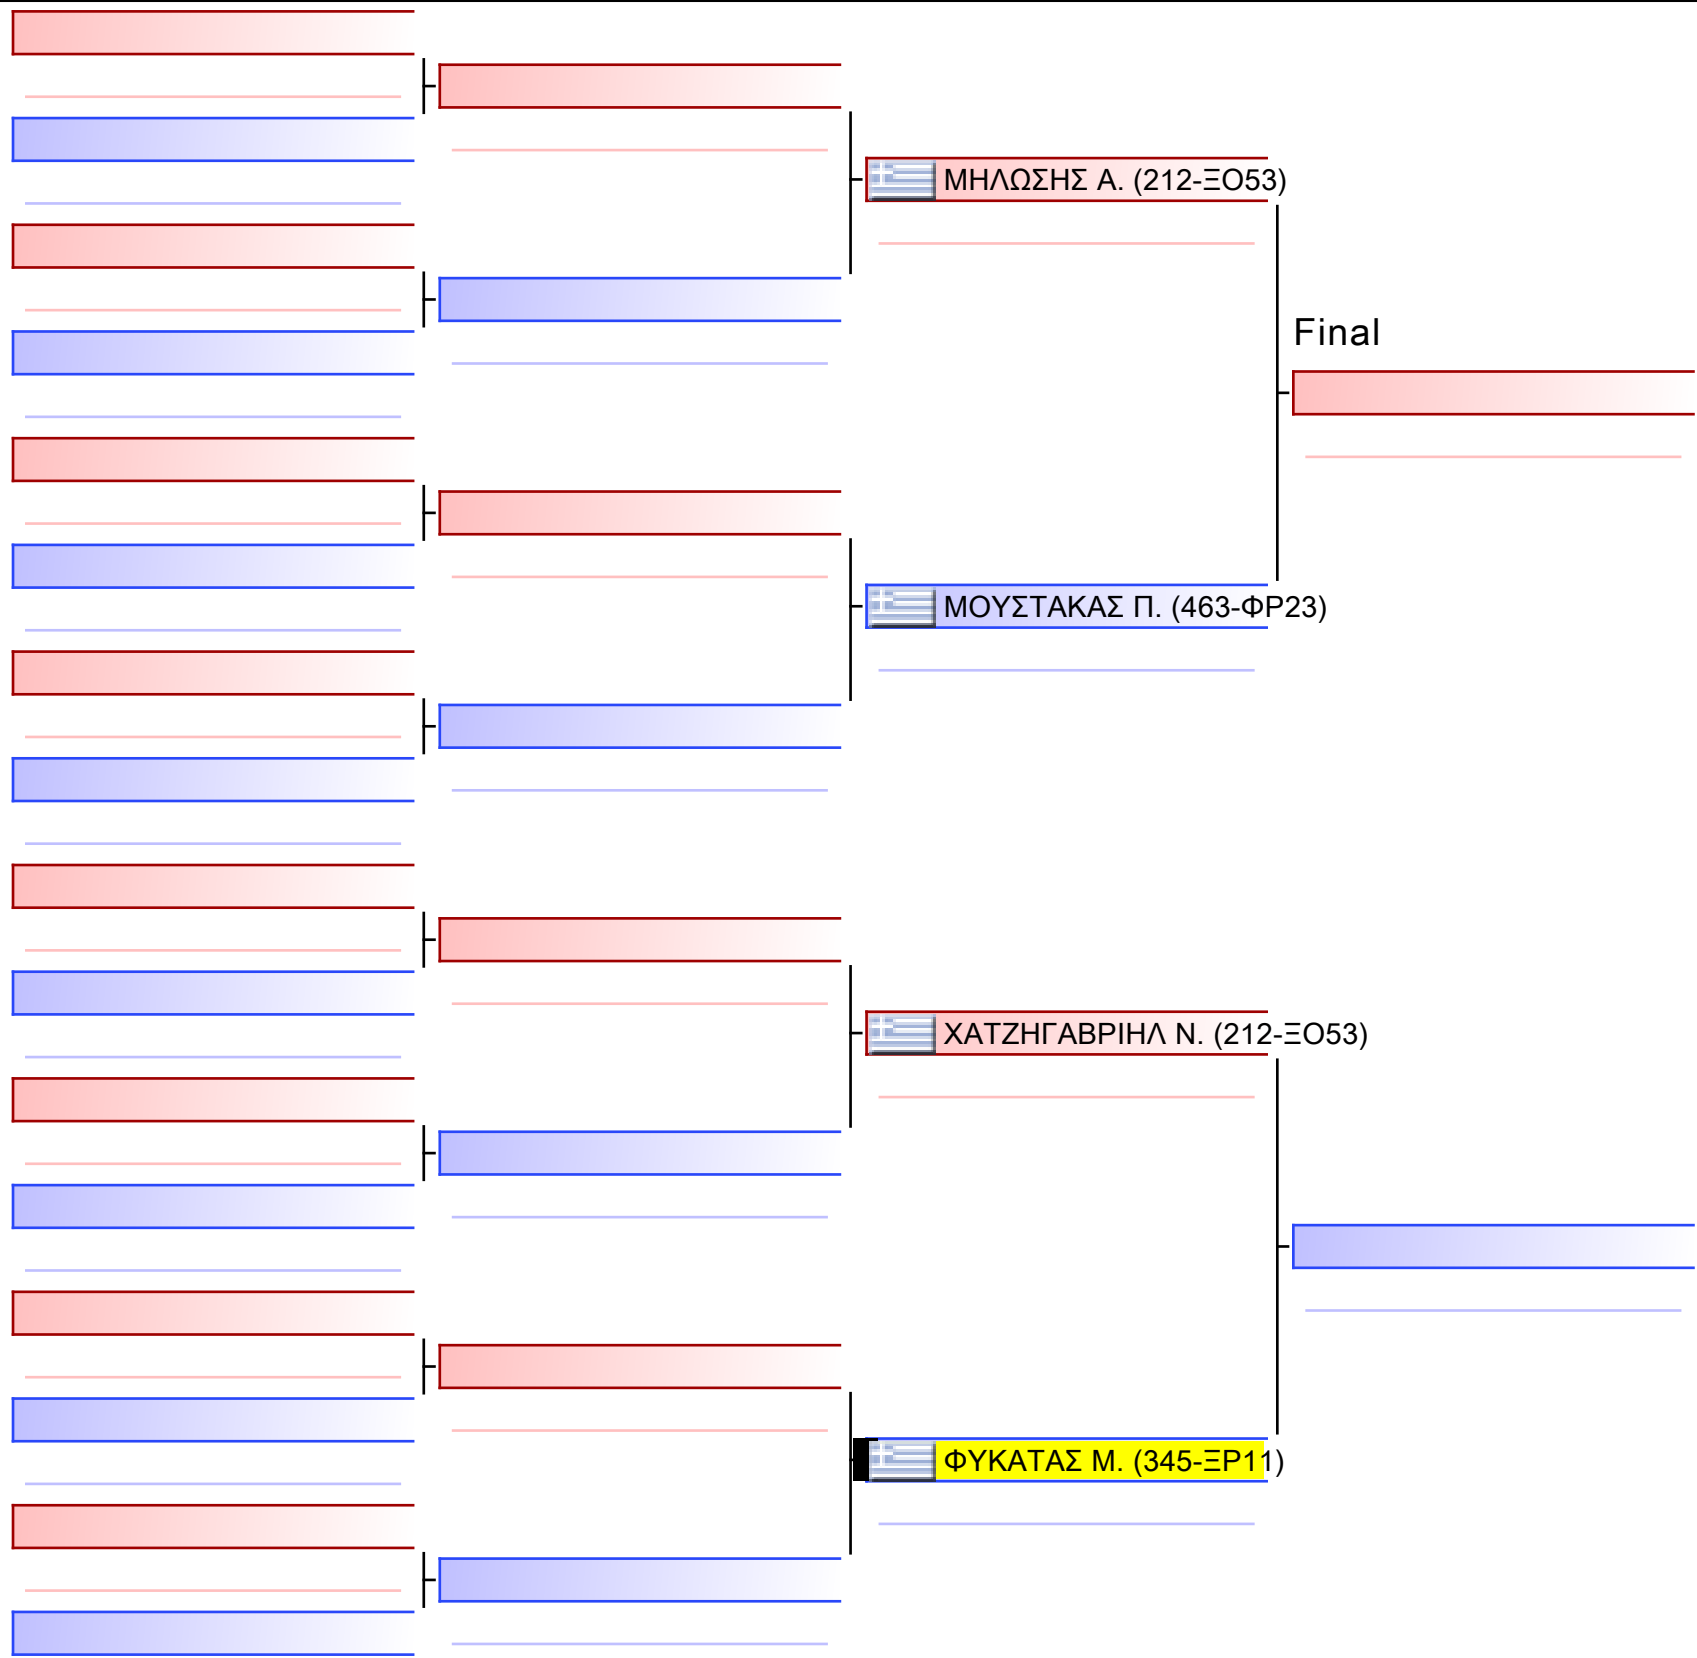 ΜΗΛΩΣΗΣ Α. (212-ΞΟ53)
Final
ΜΟΥΣΤΑΚΑΣ Π. (463-ΦΡ23)
ΧΑΤΖΗΓΑΒΡΙΗΛ Ν. (212-ΞΟ53)
ΦΥΚΑΤΑΣ Μ. (345-ΞΡ11)